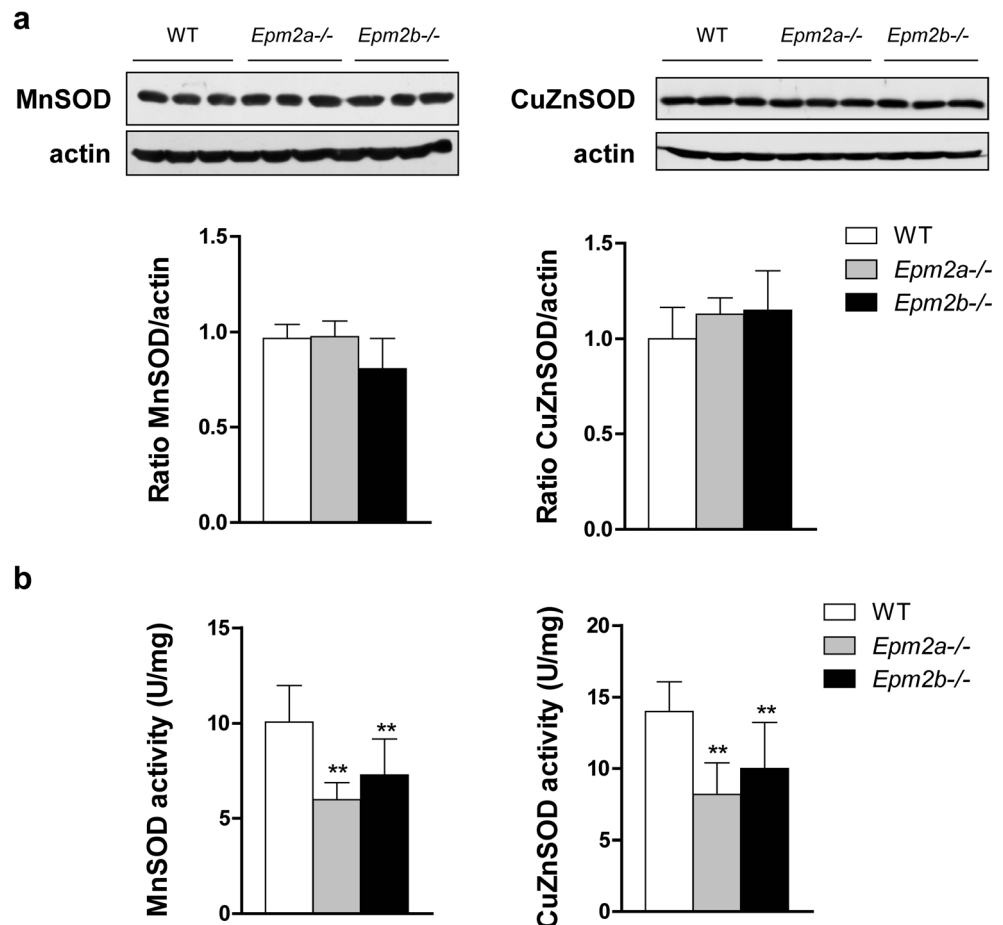 a
WT Epm2a-/- Epm2b-/-
MnSOD
actin
WT Epm2a-/- Epm2b-/-
CuZnSOD
actin
Ratio MnSOD/actin
1.5
1.0
0.5
0.0
Ratio CuZnSOD/actin
1.5
1.0
0.5
0.0
WT
Epm2a-/-
Epm2b-/-
b
MnSOD activity (U/mg)
15
10
5
0
**
**
CuZnSOD activity (U/mg)
20
15
10
5
0
**
**
WT
Epm2a-/-
Epm2b-/-